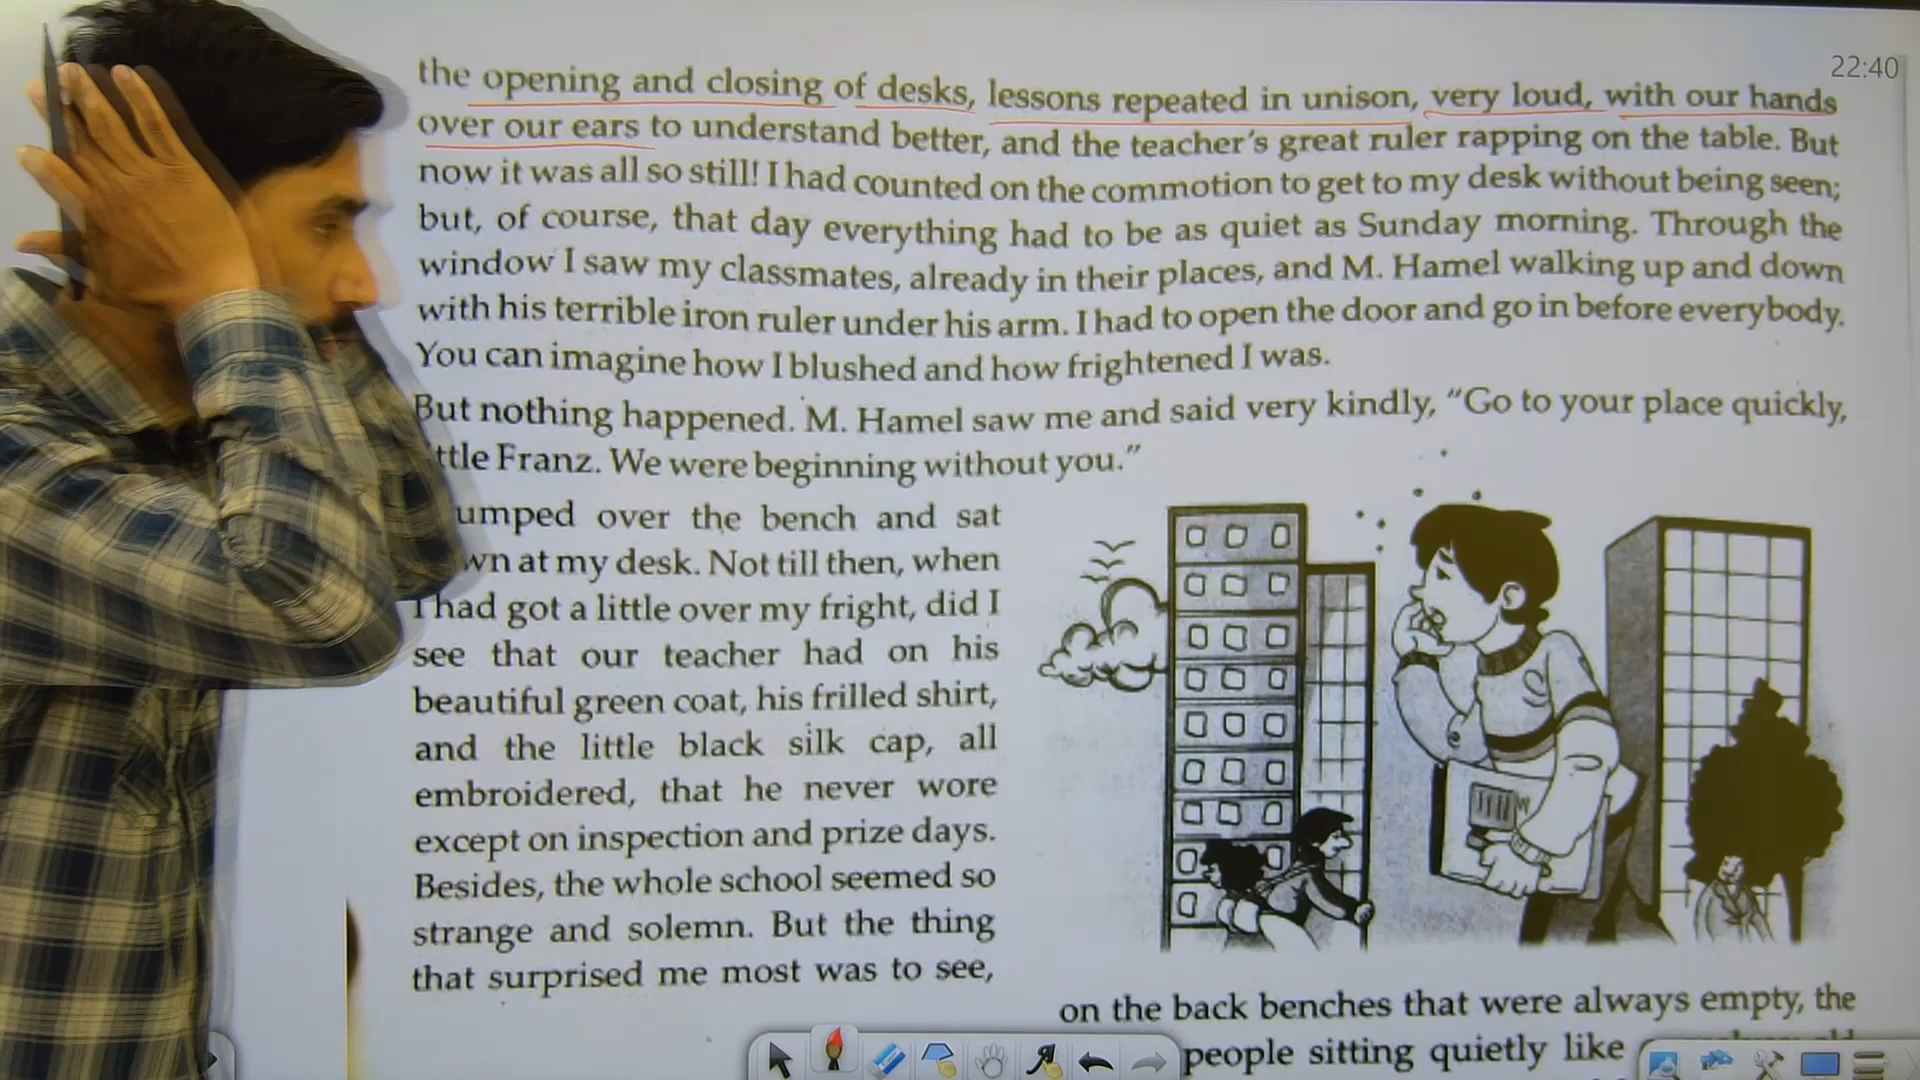 22:40
the opening and closing of desks, lessons repeated in unison, very loud, with our hands
over our ears to understand better, and the teacher's great ruler rapping on the table. But
now it was all so still! I had counted on the commotion to get to my desk without being seen;
but, of course, that day everything had to be as quiet as Sunday morning. Through the
window I saw my classmates, already in their places, and M. Hamel walking up and down
with his terrible iron ruler under his arm. I had to open the door and go in before everybody.
You can imagine how I blushed and how frightened I was.
But nothing happened. M. Hamel saw me and said very kindly, "Go to your place quickly,
ttle Franz. We were beginning without you."
umped over the bench and sat
wn at my desk. Not till then, when
I had got a little over my fright, did I
see that our teacher had on his
beautiful green coat, his frilled shirt,
and the little black silk cap, all
embroidered, that he never wore
except on inspection and prize days.
Besides, the whole school seemed so
strange and solemn. But the thing
that surprised me most was to see,
on the back benches that were always empty, the
people sitting quietly like